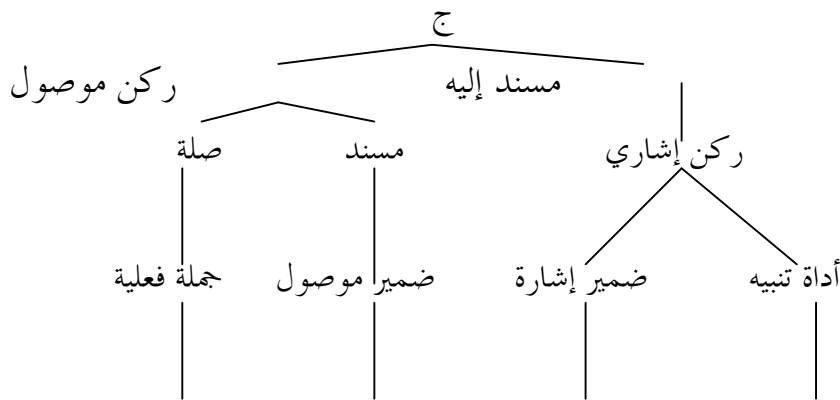 ج
مسند إليه ركن موصول
ركن إشاري مسند صلة
أداة تنبيه ضمير إشارة ضمير موصول جملة فعلية